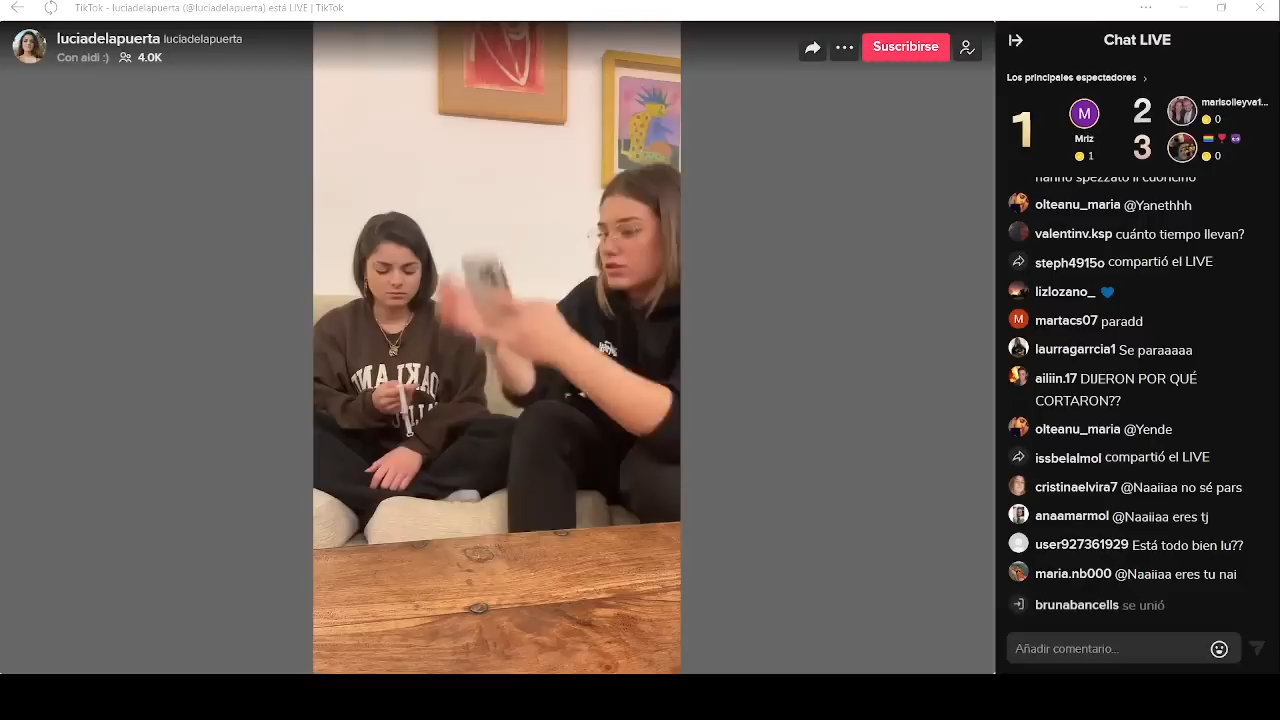 TikTok - luciadelapuerta (@luciadelapuerta) está LIVE | TikTok
luciadelapuerta luciadelapuerta
Con aidi :) 4.0K
Suscribirse
Chat LIVE
Los principales espectadores
1
M
Mriz
1
2
marisolleyva1...
0
3
0
hanno spezzato il cuoricino
olteanu_maria @Yanethhh
valentinv.ksp cuánto tiempo llevan?
steph4915o compartió el LIVE
lizlozano_ 💙
M martacs07 paradd
laurragarrcia1 Se paraaaaa
ailiin.17 DIJERON POR QUÉ
CORTARON??
olteanu_maria @Yende
issbelalmol compartió el LIVE
cristinaelvira7 @Naaiiaa no sé pars
anaamarmol @Naaiiaa eres tj
user927361929 Está todo bien lu??
maria.nb000 @Naaiiaa eres tu nai
brunabancells se unió
Añadir comentario...